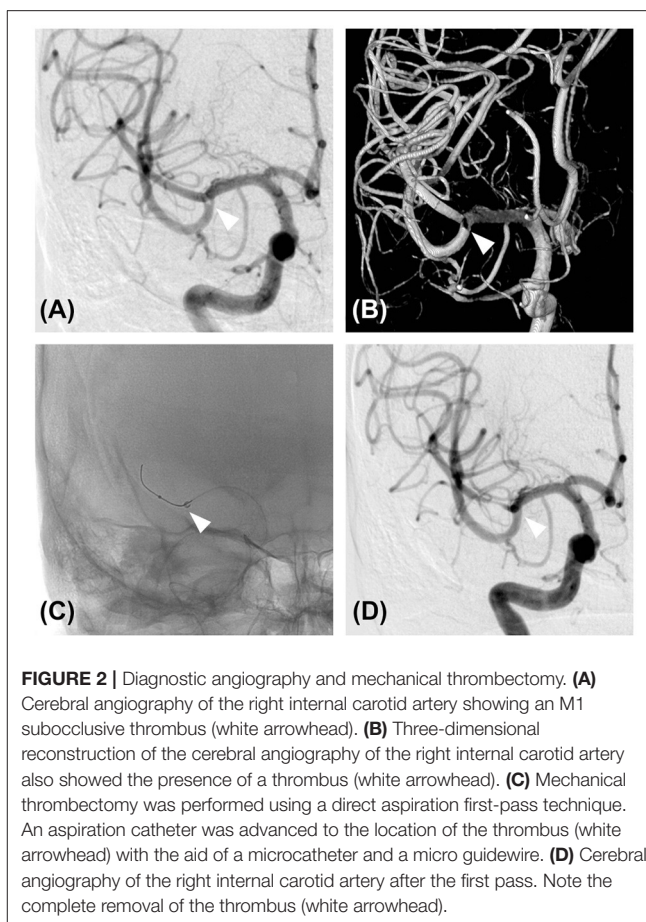 (A)
(B)
(C)
(D)
FIGURE 2 | Diagnostic angiography and mechanical thrombectomy. (A)
Cerebral angiography of the right internal carotid artery showing an M1
subocclusive thrombus (white arrowhead). (B) Three-dimensional
reconstruction of the cerebral angiography of the right internal carotid artery
also showed the presence of a thrombus (white arrowhead). (C) Mechanical
thrombectomy was performed using a direct aspiration first-pass technique.
An aspiration catheter was advanced to the location of the thrombus (white
arrowhead) with the aid of a microcatheter and a micro guidewire. (D) Cerebral
angiography of the right internal carotid artery after the first pass. Note the
complete removal of the thrombus (white arrowhead).